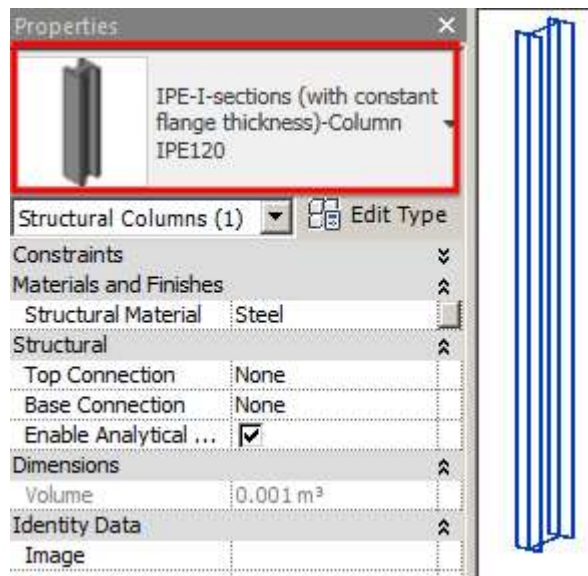 Properties
IPE-I-sections (with constant
flange thickness)-Column
IPE120
Structural Columns (1) Edit Type
Constraints
Materials and Finishes
Structural Material Steel
Structural
Top Connection None
Base Connection None
Enable Analytical ...
Dimensions
Volume 0.001 m³
Identity Data
Image